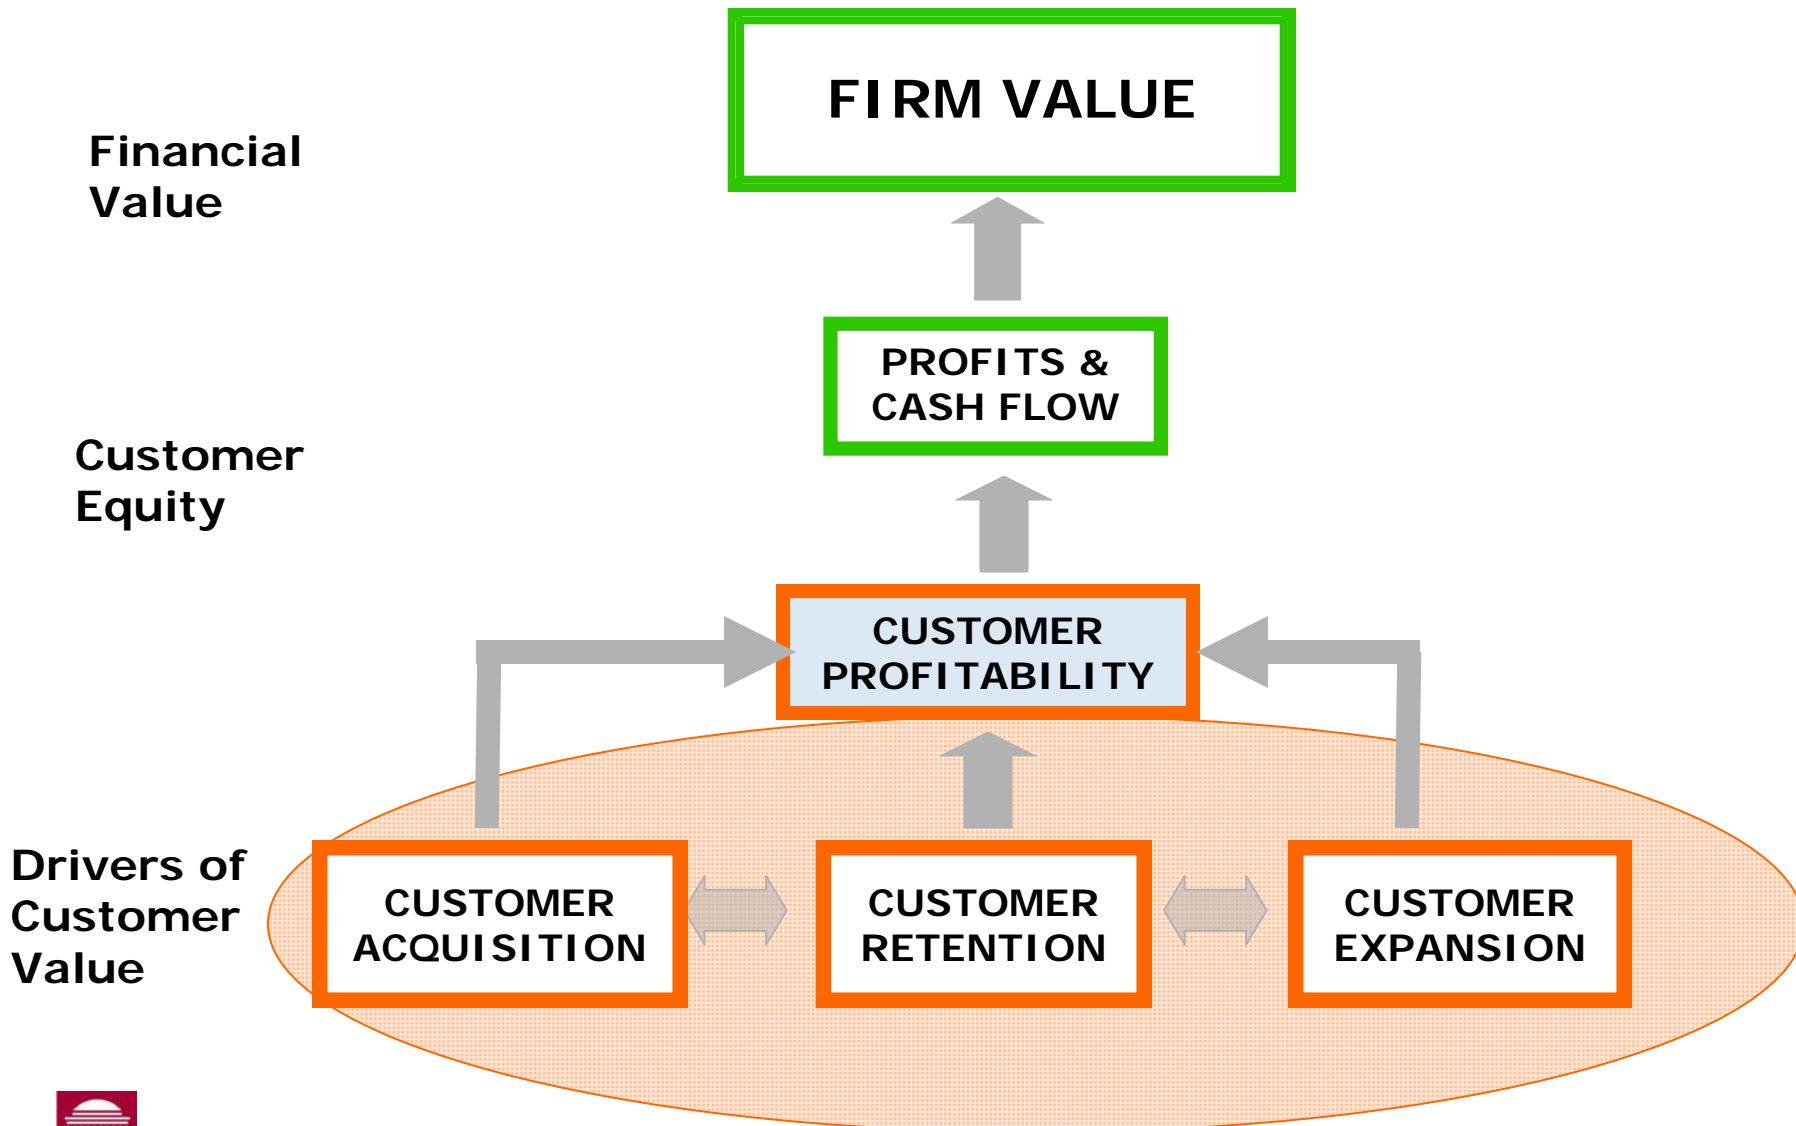 FIRM VALUE
Financial
Value
PROFITS &
CASH FLOW
Customer
Equity
CUSTOMER
PROFITABILITY
Drivers of
Customer
Value
CUSTOMER
ACQUISITION
CUSTOMER
RETENTION
CUSTOMER
EXPANSION